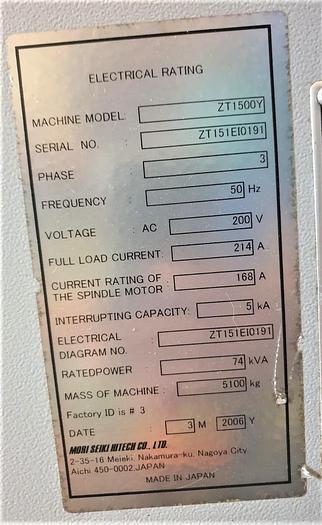 ELECTRICAL RATING
MACHINE MODEL: ZT1500Y
SERIAL NO. : ZT151EI0191
PHASE : 3
FREQUENCY : 50 Hz
VOLTAGE : AC 200 V
FULL LOAD CURRENT: 214 A
CURRENT RATING OF
THE SPINDLE MOTOR : 168 A
INTERRUPTING CAPACITY: 5 kA
ELECTRICAL
DIAGRAM NO. : ZT151EI0191
RATEDPOWER : 74 kVA
MASS OF MACHINE : 5100 kg
Factory ID is # 3
DATE : 3 M 2006 Y
MORI SEIKI HITECH CO., LTD.
2-35-16 Meieki, Nakamura-ku, Nagoya City
Aichi 450-0002,JAPAN
MADE IN JAPAN